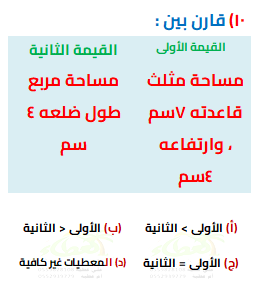 ١٠) قارن بين :
القيمة الأولى
مساحة مثلث
قاعدته ٧سم
، وارتفاعه
٤سم
القيمة الثانية
مساحة مربع
طول ضلعه ٤
سم
(أ) الأولى > الثانية
(ب) الأولى < الثانية
(ج) الأولى = الثانية
(د) المعطيات غير كافية